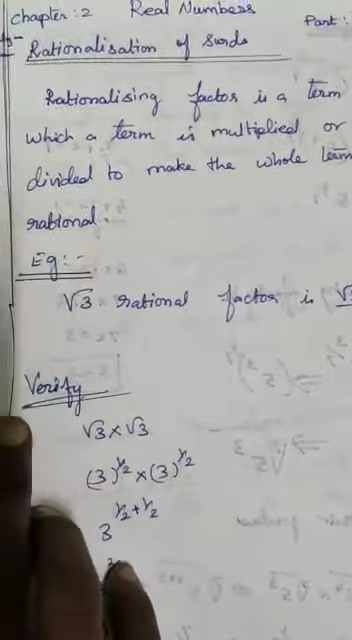 Chapter : 2 Real Numbers Part :
Rationalisation of surds
Rationalising factor is a term
which a term is multiplied or
divided to make the whole term
rational.
Eg :-
√3 rational factor is √3
Verify
√3 × √3
(3)^1/2 × (3)^1/2
3^1/2 + 1/2